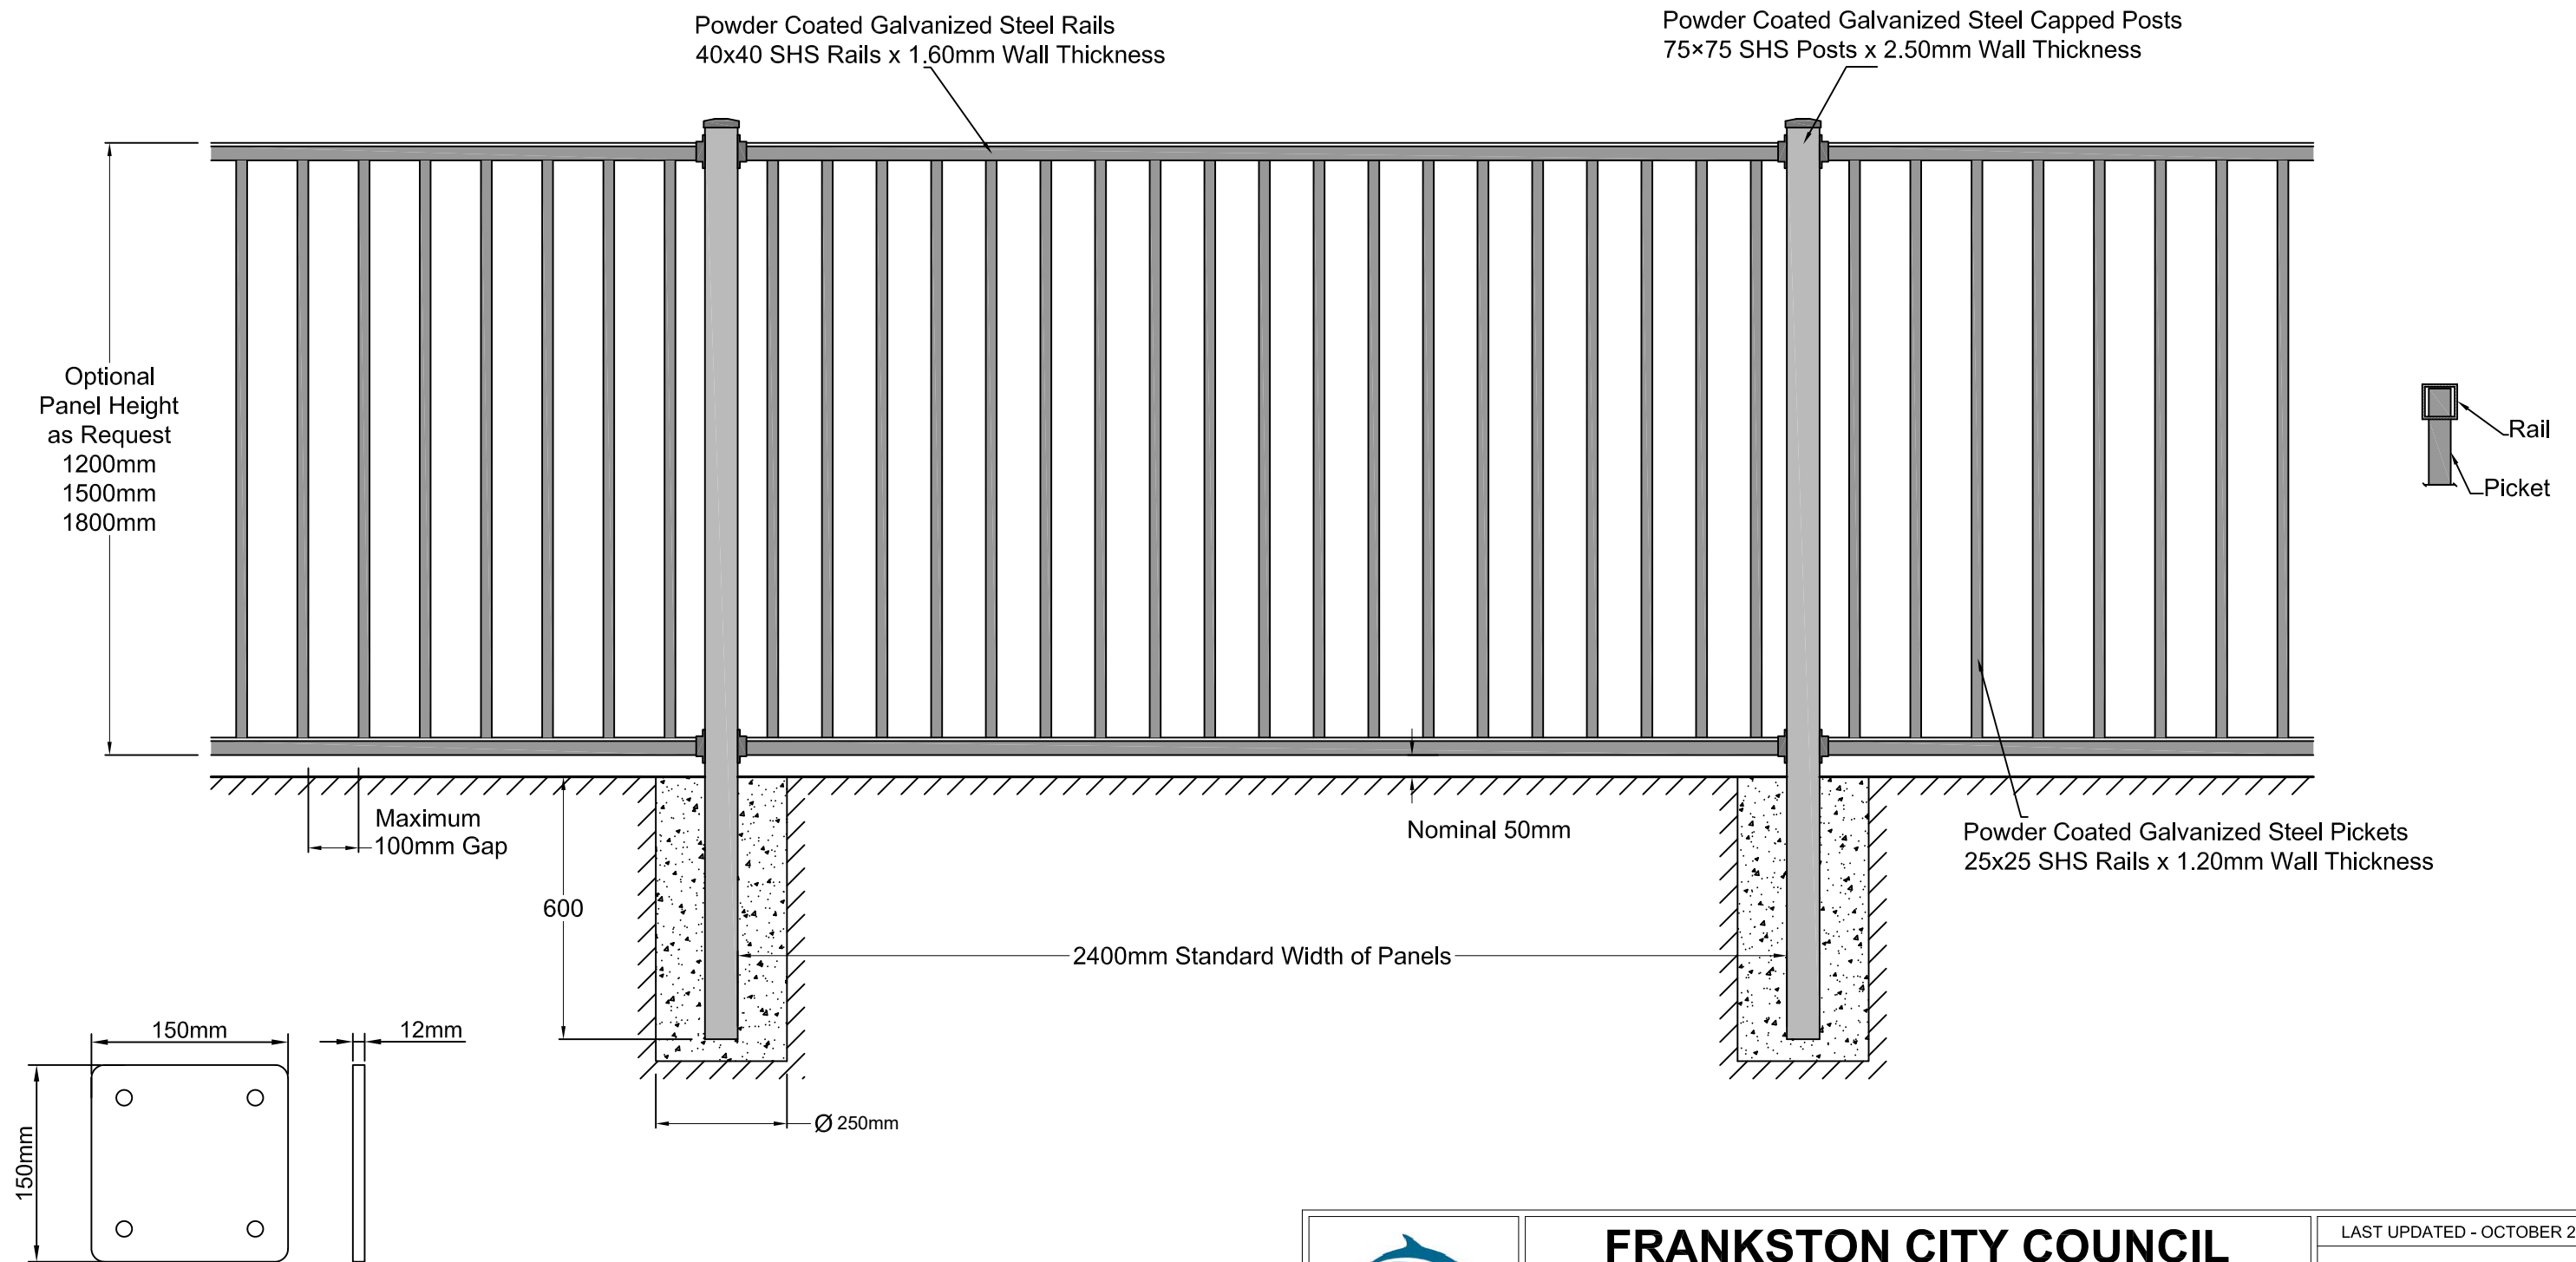 Powder Coated Galvanized Steel Rails
40x40 SHS Rails x 1.60mm Wall Thickness
Powder Coated Galvanized Steel Capped Posts
75×75 SHS Posts x 2.50mm Wall Thickness
Optional
Panel Height
as Request
1200mm
1500mm
1800mm
Rail
Picket
Maximum
100mm Gap
Nominal 50mm
Powder Coated Galvanized Steel Pickets
25x25 SHS Rails x 1.20mm Wall Thickness
600
2400mm Standard Width of Panels
150mm
12mm
150mm
Ø 250mm
FRANKSTON CITY COUNCIL
LAST UPDATED - OCTOBER 2